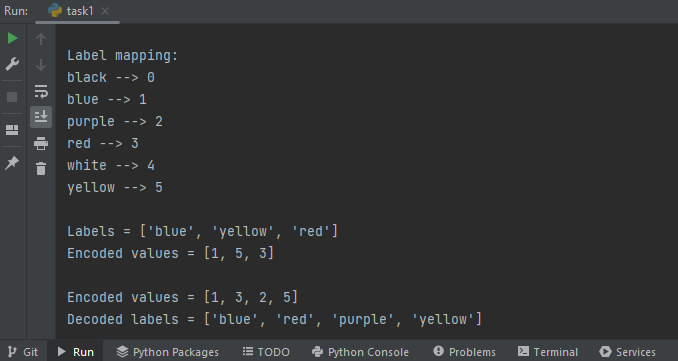 Run: task1
Label mapping:
black --> 0
blue --> 1
purple --> 2
red --> 3
white --> 4
yellow --> 5
Labels = ['blue', 'yellow', 'red']
Encoded values = [1, 5, 3]
Encoded values = [1, 3, 2, 5]
Decoded labels = ['blue', 'red', 'purple', 'yellow']
Git Run Python Packages TODO Python Console Problems Terminal Services